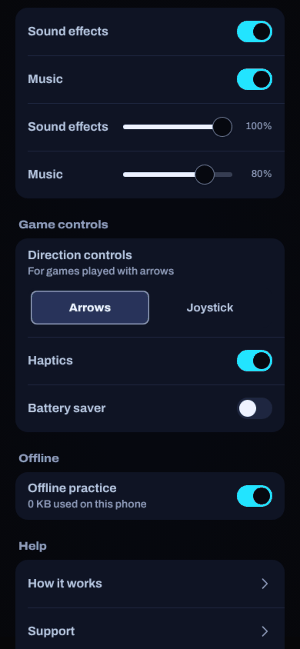 Sound effects
Music
Sound effects 100%
Music 80%
Game controls
Direction controls
For games played with arrows
Arrows Joystick
Haptics
Battery saver
Offline
Offline practice
0 KB used on this phone
Help
How it works
Support